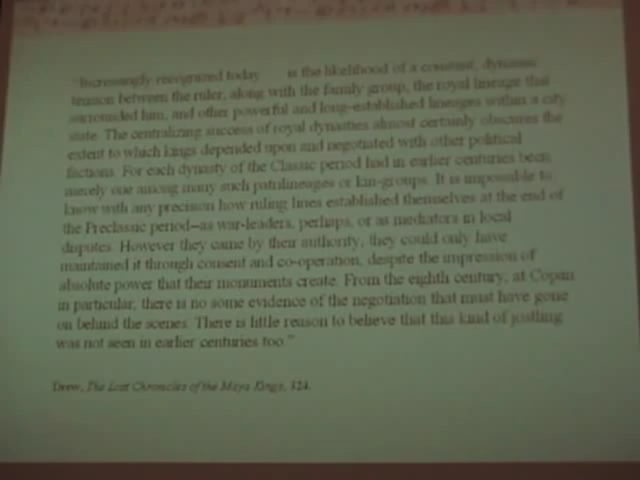 "Increasingly recognized today is the likelihood of a constant, dynamic
tension between the ruler, along with the family group, the royal lineage that
surrounded him, and other powerful and long-established lineages within a city
state. The centralizing success of royal dynasties almost certainly obscures the
extent to which kings depended upon and negotiated with other political
factions. For each dynasty of the Classic period had in earlier centuries been
merely one among many such patrilineages or kin-groups. It is impossible to
know with any precision how ruling lines established themselves at the end of
the Preclassic period–as war-leaders, perhaps, or as mediators in local
disputes. However they came by their authority, they could only have
maintained it through consent and co-operation, despite the impression of
absolute power that their monuments create. From the eighth century, at Copan
in particular, there is no some evidence of the negotiation that must have gone
on behind the scenes. There is little reason to believe that this kind of jostling
was not seen in earlier centuries too."
Drew, The Lost Chronicles of the Maya Kings, 324.